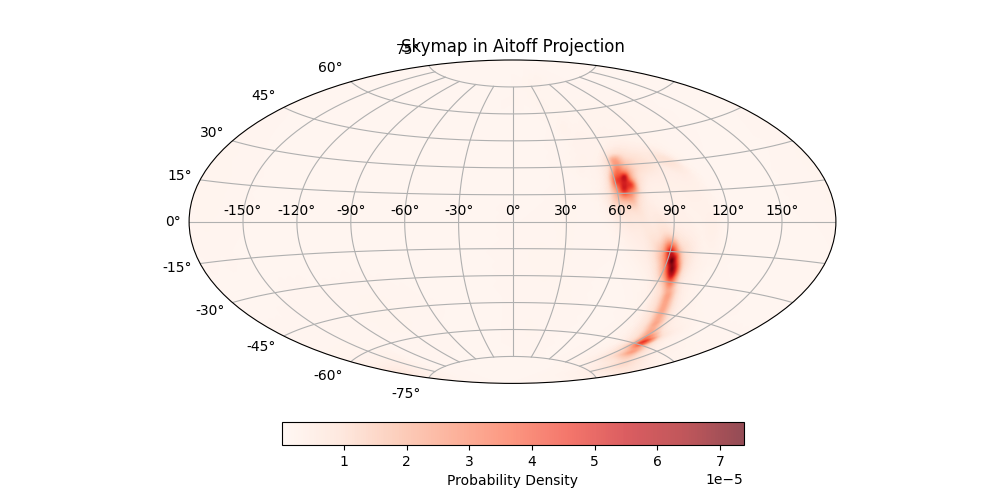 Skymap in Aitoff Projection
75°
60°
45°
30°
15°
-150° -120° -90° -60° -30° 0° 30° 60° 90° 120° 150°
0°
-15°
-30°
-45°
-60°
-75°
1 2 3 4 5 6 7
1e−5
Probability Density